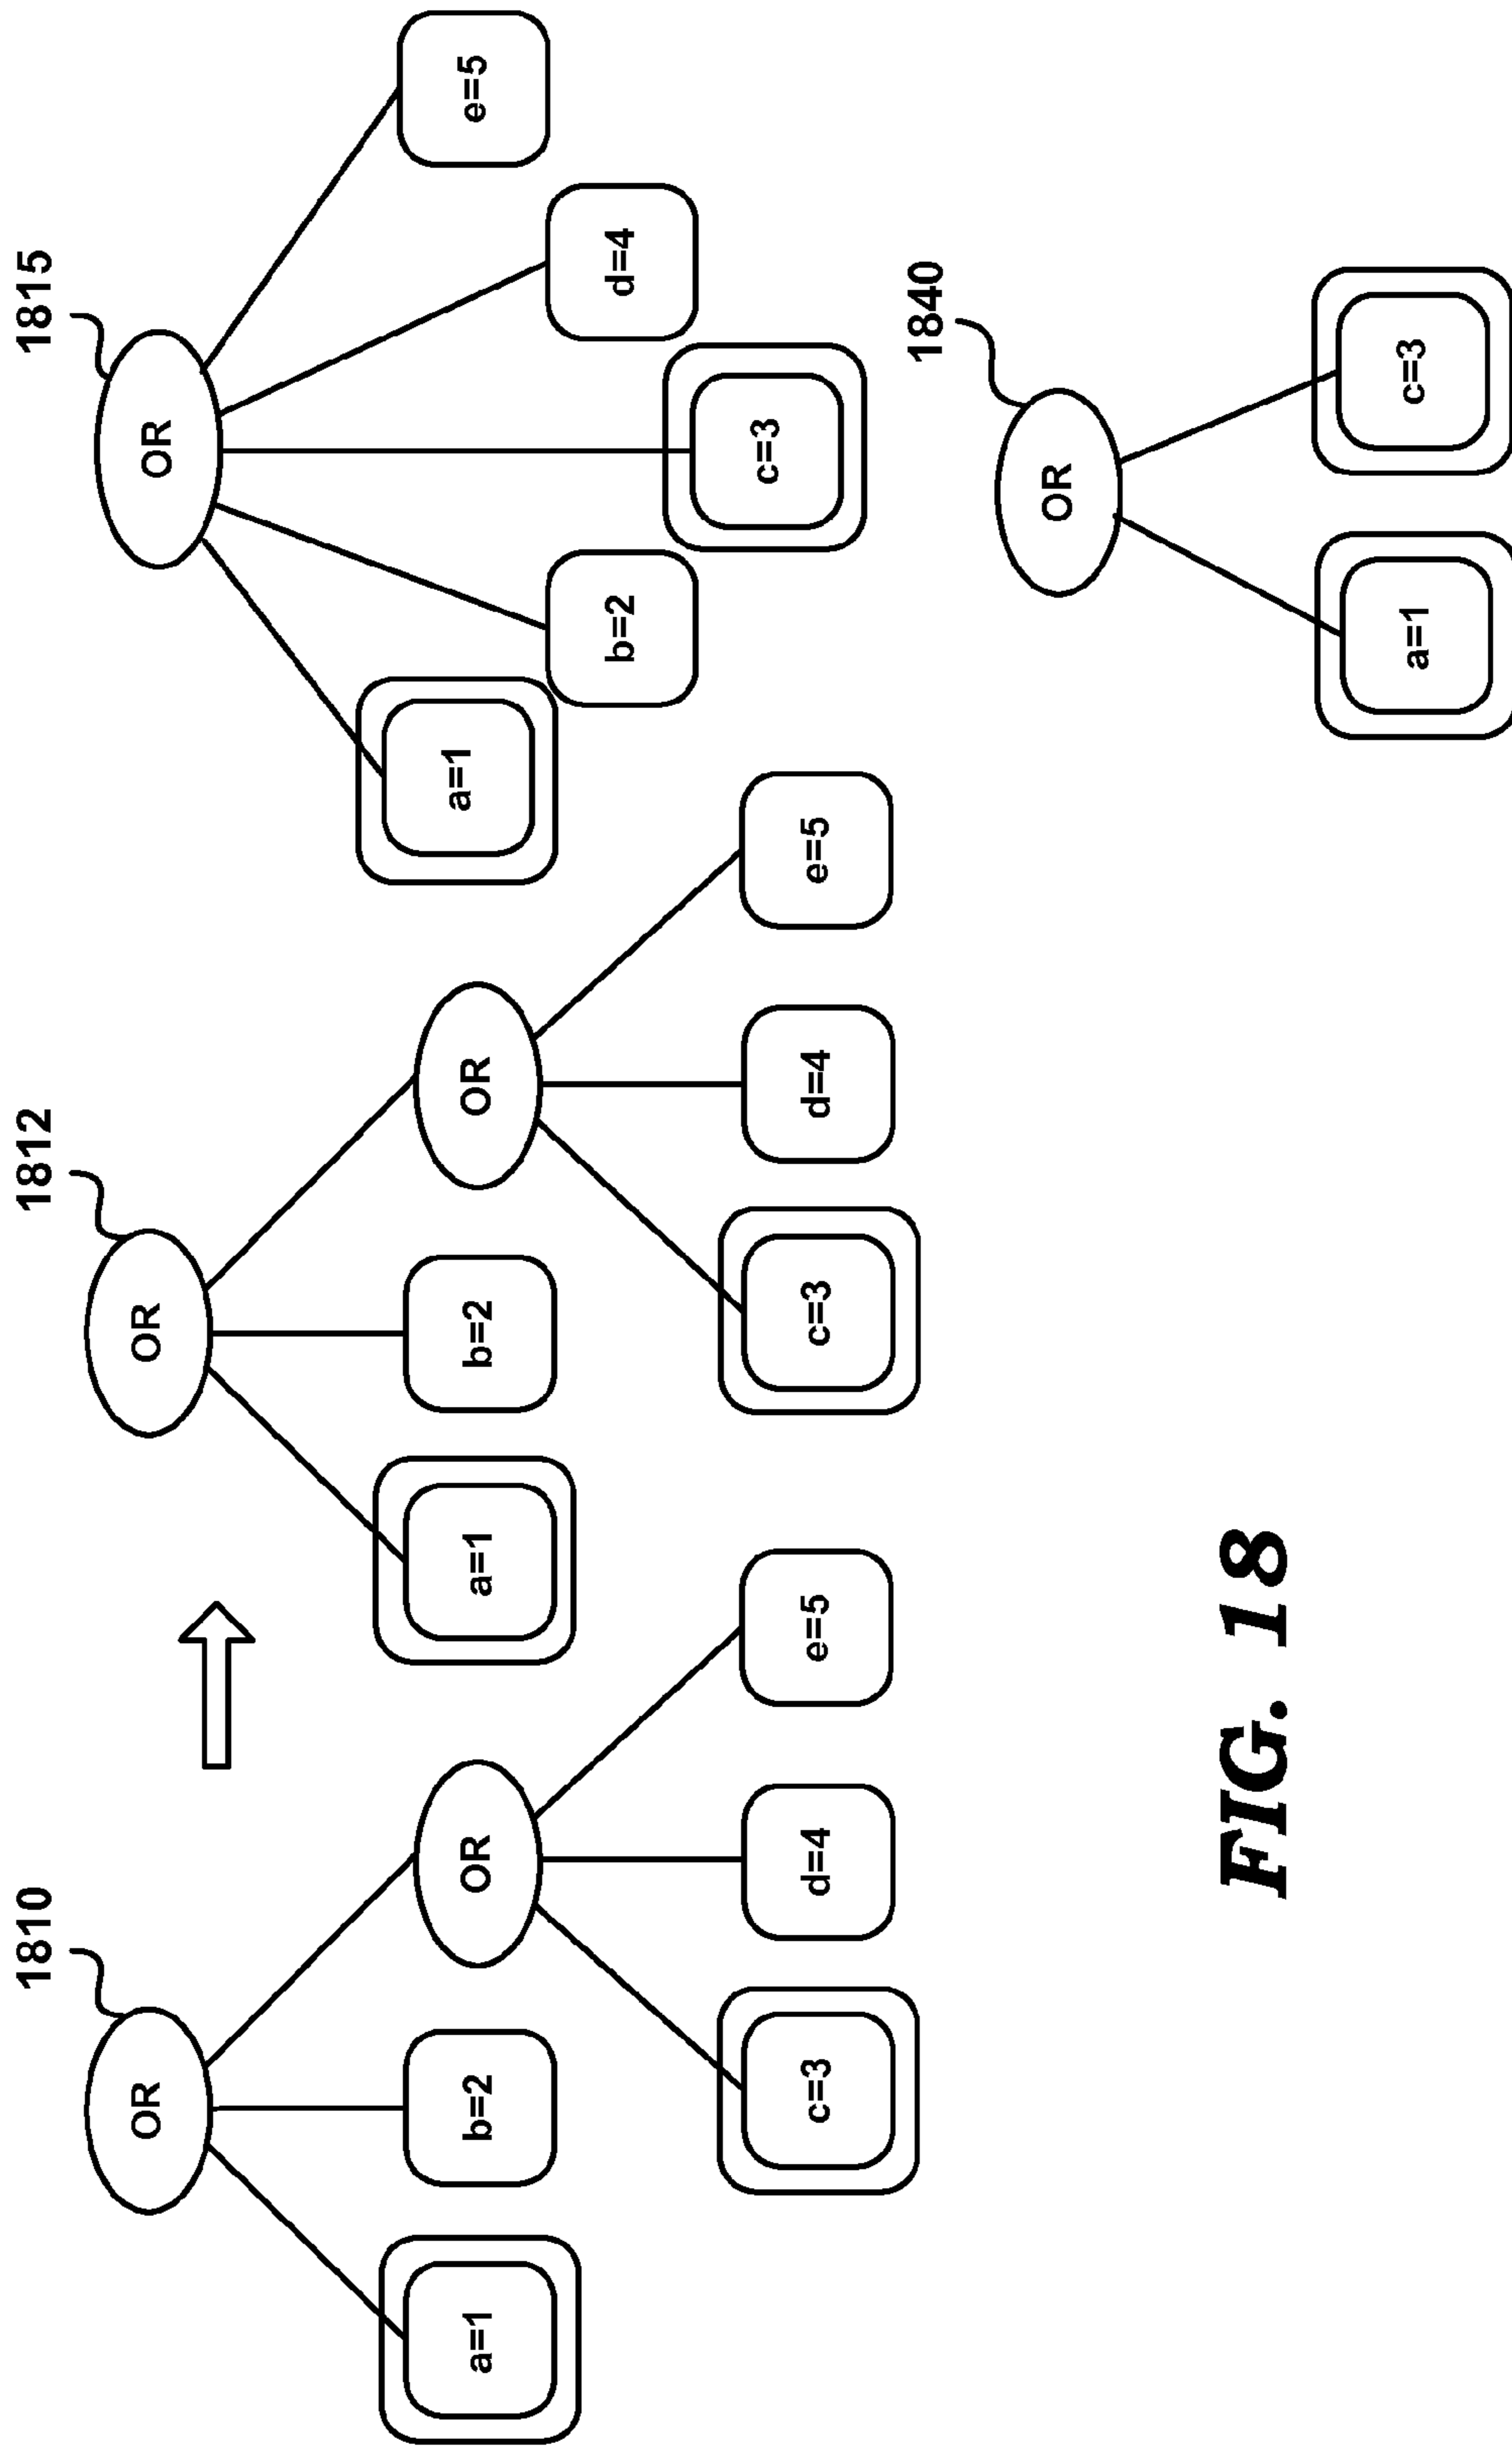 1810
OR
a=1
b=2
OR
c=3
d=4
e=5
1812
OR
a=1
b=2
OR
c=3
d=4
e=5
1815
OR
a=1
b=2
c=3
d=4
e=5
1840
OR
a=1
c=3
FIG. 18